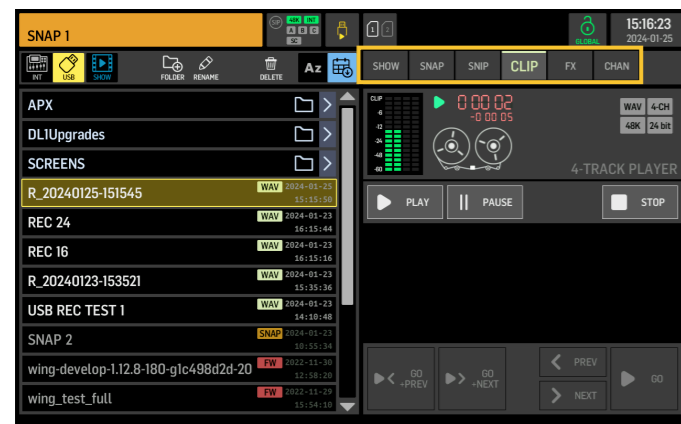 SNAP 1
SIP
48K INT
A B C
SC
1 2
GLOBAL
15:16:23
2024-01-25
INT USB SHOW FOLDER RENAME DELETE Az
SHOW SNAP SNIP CLIP FX CHAN
APX
DL1Upgrades
SCREENS
R_20240125-151545 WAV 2024-01-25
15:15:50
REC 24 WAV 2024-01-23
16:15:44
REC 16 WAV 2024-01-23
16:15:16
R_20240123-153521 WAV 2024-01-23
15:35:36
USB REC TEST 1 WAV 2024-01-23
14:10:48
SNAP 2 SNAP 2024-01-23
10:55:34
wing-develop-1.12.8-180-g1c498d2d-20 FW 2022-11-30
12:58:20
wing_test_full FW 2022-11-29
15:54:10
CLIP
-6
-12
-24
-48
-60
0 00 02
-0 00 05
WAV 4-CH
48K 24 bit
4-TRACK PLAYER
PLAY PAUSE STOP
GO
+PREV
GO
+NEXT
PREV
NEXT
GO